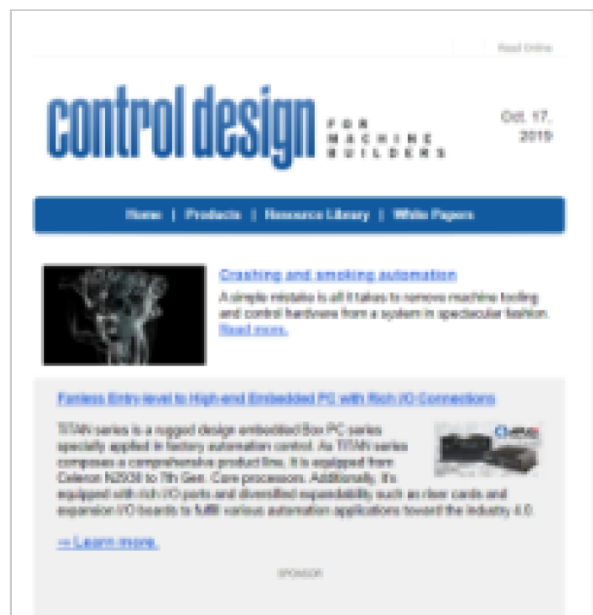 Read Online
control design
FOR
MACHINE
BUILDERS
Oct. 17,
2019
Home | Products | Resource Library | White Papers
Crashing and smoking automation
A simple mistake is all it takes to remove machine tooling
and control hardware from a system in spectacular fashion.
Read more.
Fanless Entry-level to High-end Embedded PC with Rich I/O Connections
TITAN series is a rugged design embedded Box PC series
specially applied in factory automation control. As TITAN series
composes a comprehensive product line, it is equipped from
Celeron N2930 to 7th Gen. Core processors. Additionally, it's
equipped with rich I/O ports and diversified expandability such as riser cards and
expansion I/O boards to fulfill various automation applications toward the industry 4.0.
Learn more.
SPONSOR